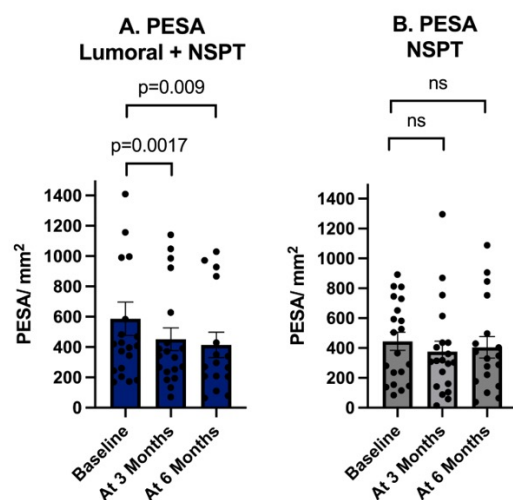 A. PESA
Lumoral + NSPT
p=0.009
p=0.0017
1400
1200
1000
800
600
400
200
0
PESA/ mm²
Baseline
At 3 Months
At 6 Months
B. PESA
NSPT
ns
ns
1400
1200
1000
800
600
400
200
0
PESA/ mm²
Baseline
At 3 Months
At 6 Months